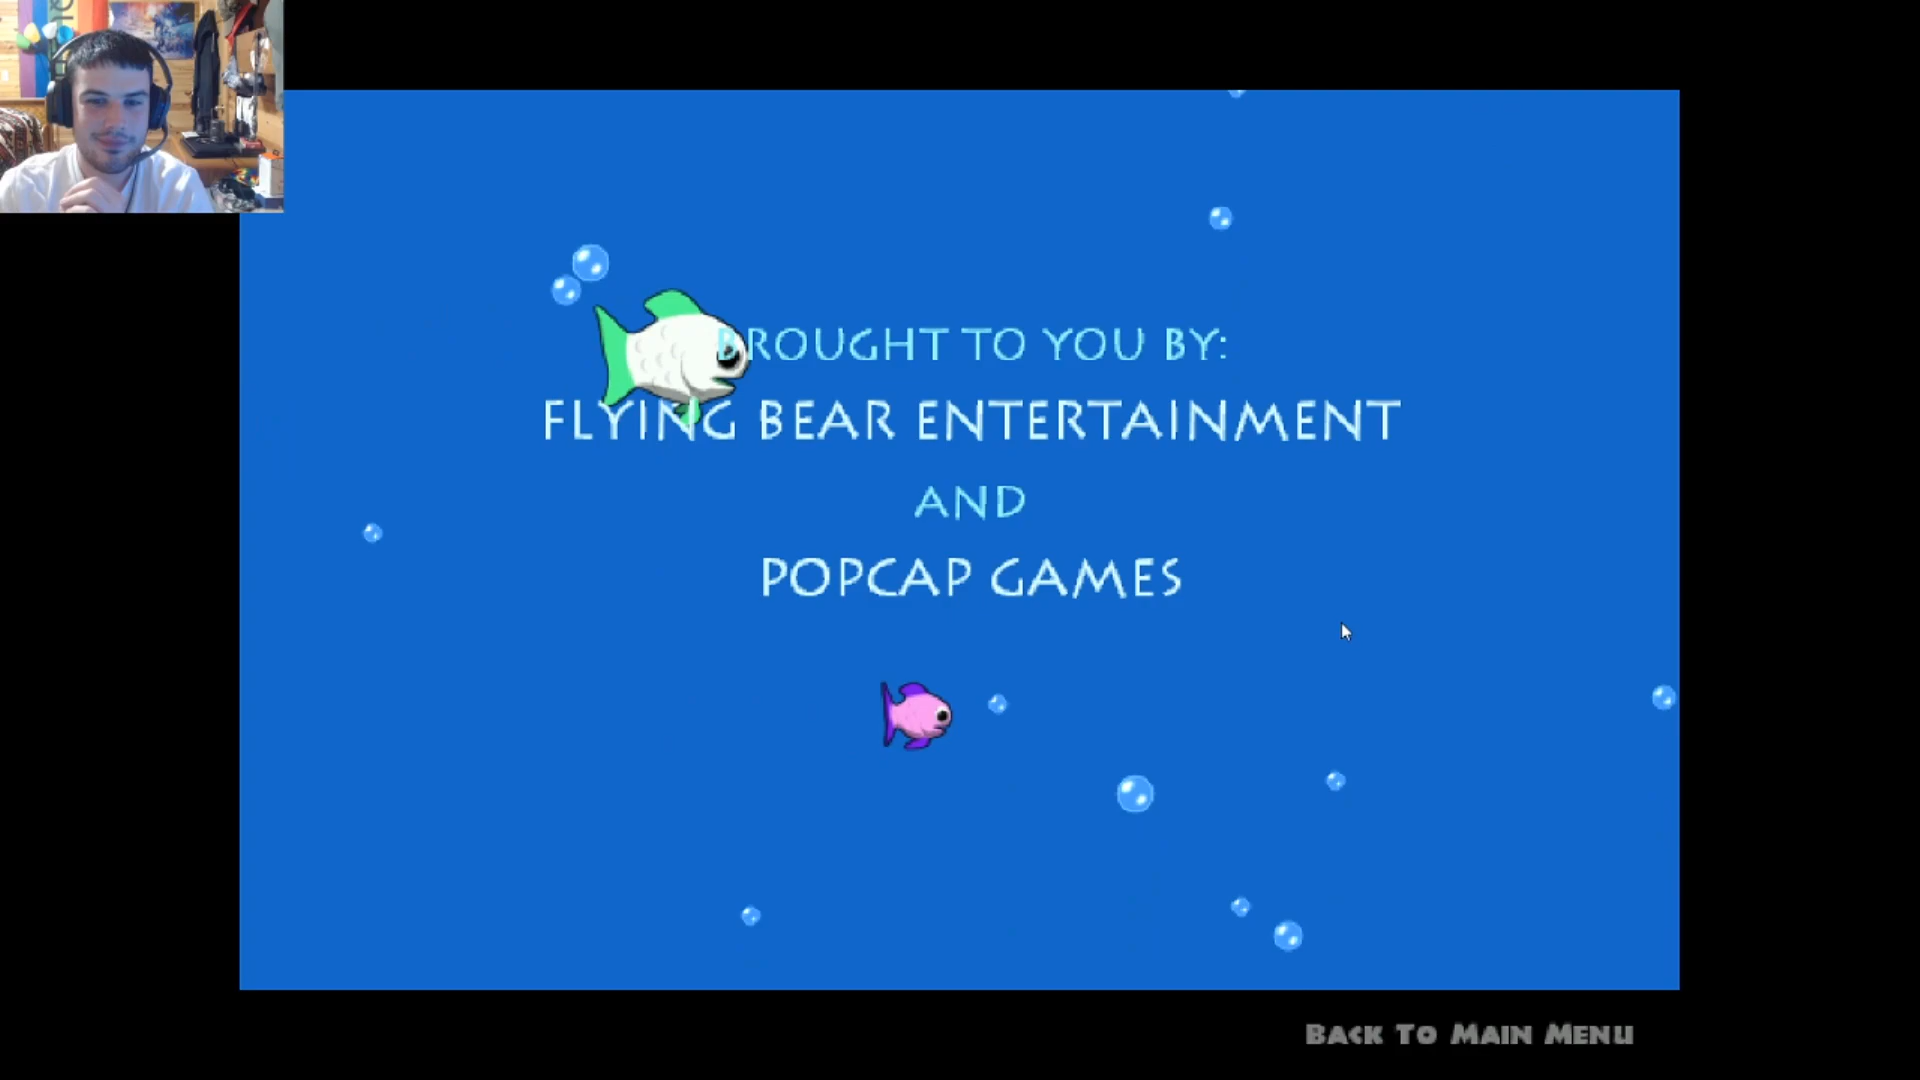 BROUGHT TO YOU BY:
FLYING BEAR ENTERTAINMENT
AND
POPCAP GAMES
BACK TO MAIN MENU